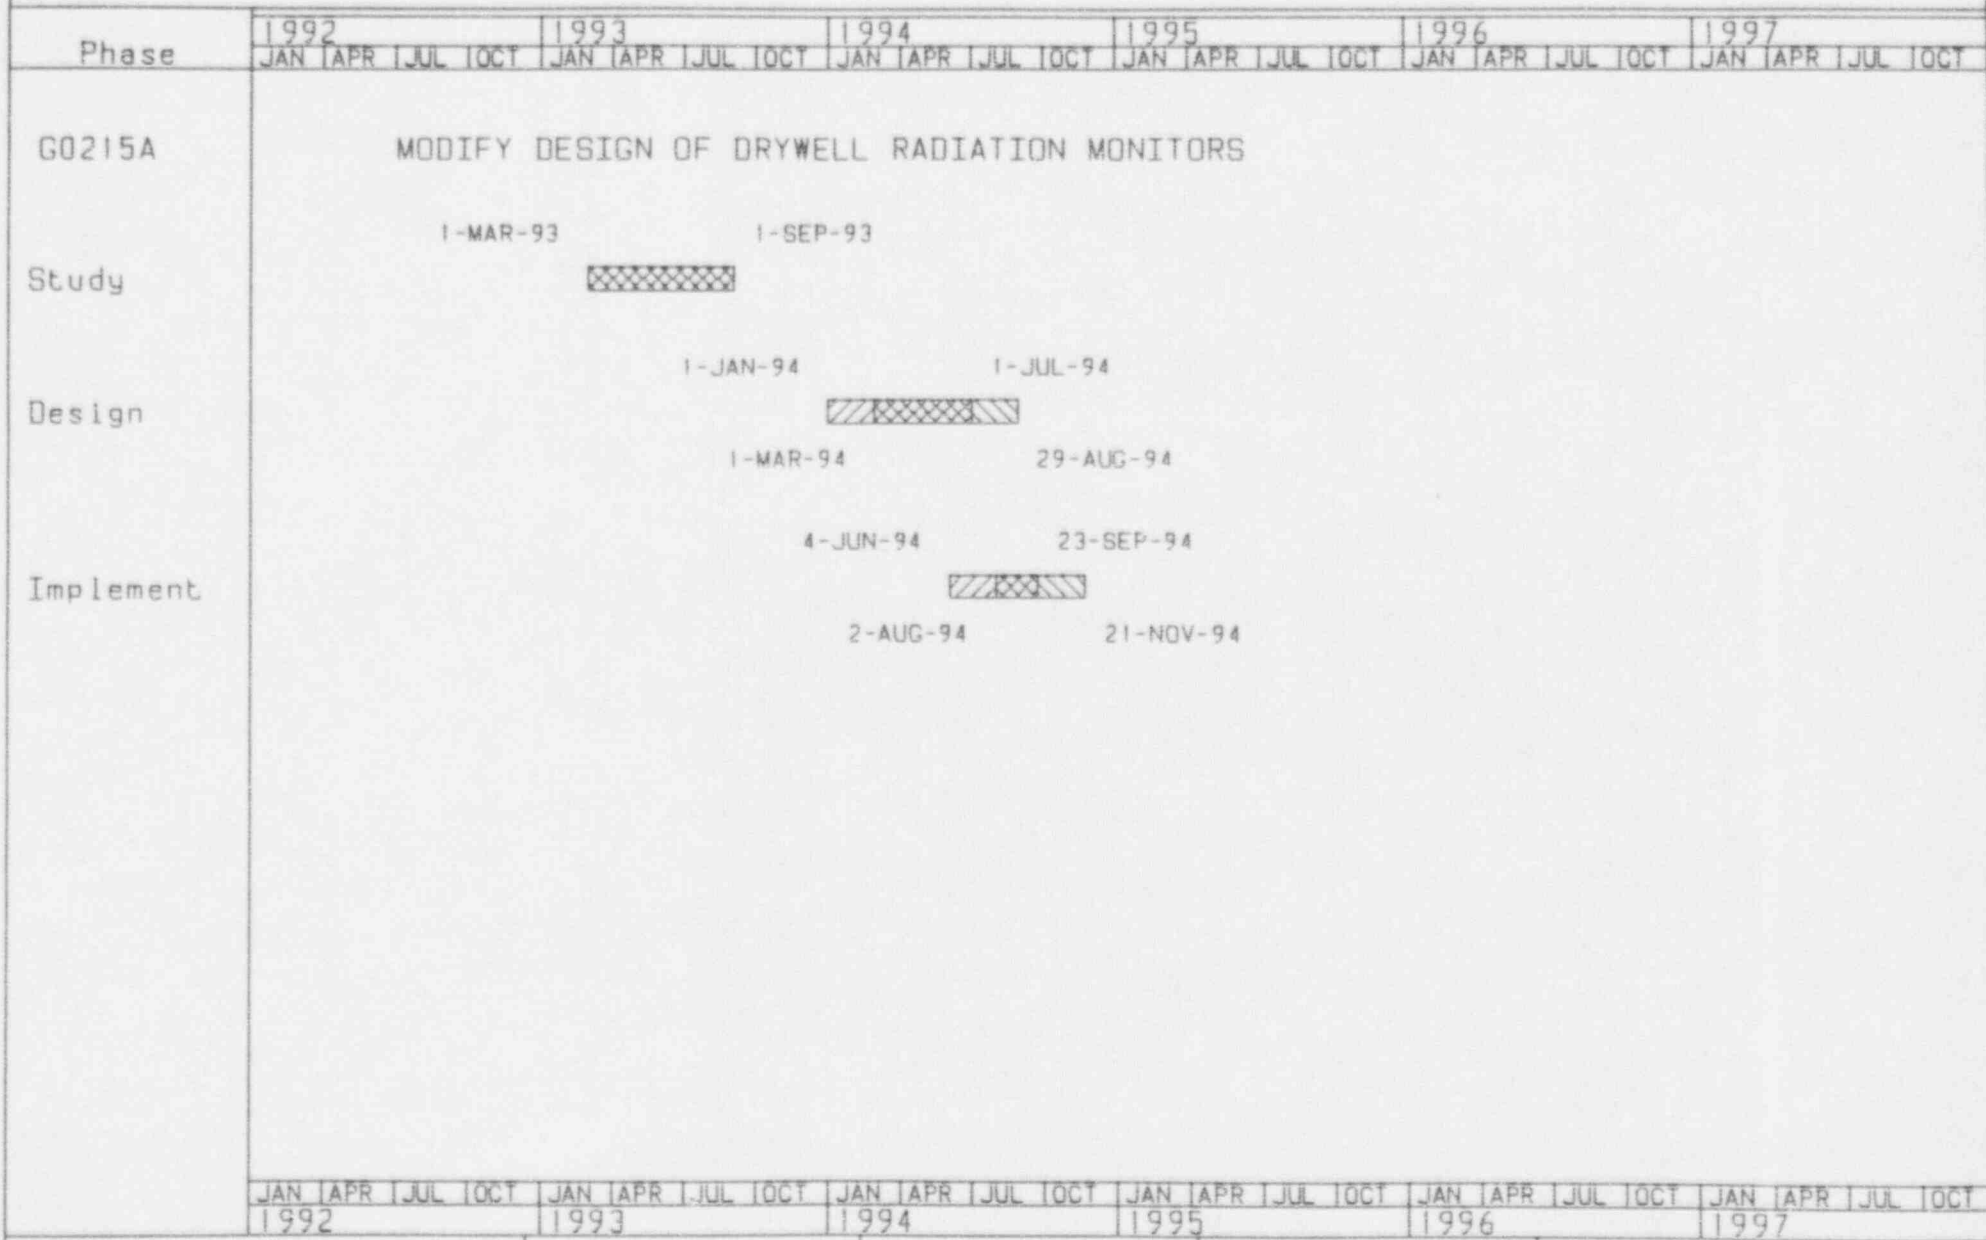 1992 1993 1994 1995 1996 1997
Phase JAN APR JUL OCT JAN APR JUL OCT JAN APR JUL OCT JAN APR JUL OCT JAN APR JUL OCT JAN APR JUL OCT
G0215A MODIFY DESIGN OF DRYWELL RADIATION MONITORS
1-MAR-93 1-SEP-93
Study
1-JAN-94 1-JUL-94
Design
1-MAR-94 29-AUG-94
4-JUN-94 23-SEP-94
Implement
2-AUG-94 21-NOV-94
JAN APR JUL OCT JAN APR JUL OCT JAN APR JUL OCT JAN APR JUL OCT JAN APR JUL OCT JAN APR JUL OCT
1992 1993 1994 1995 1996 1997